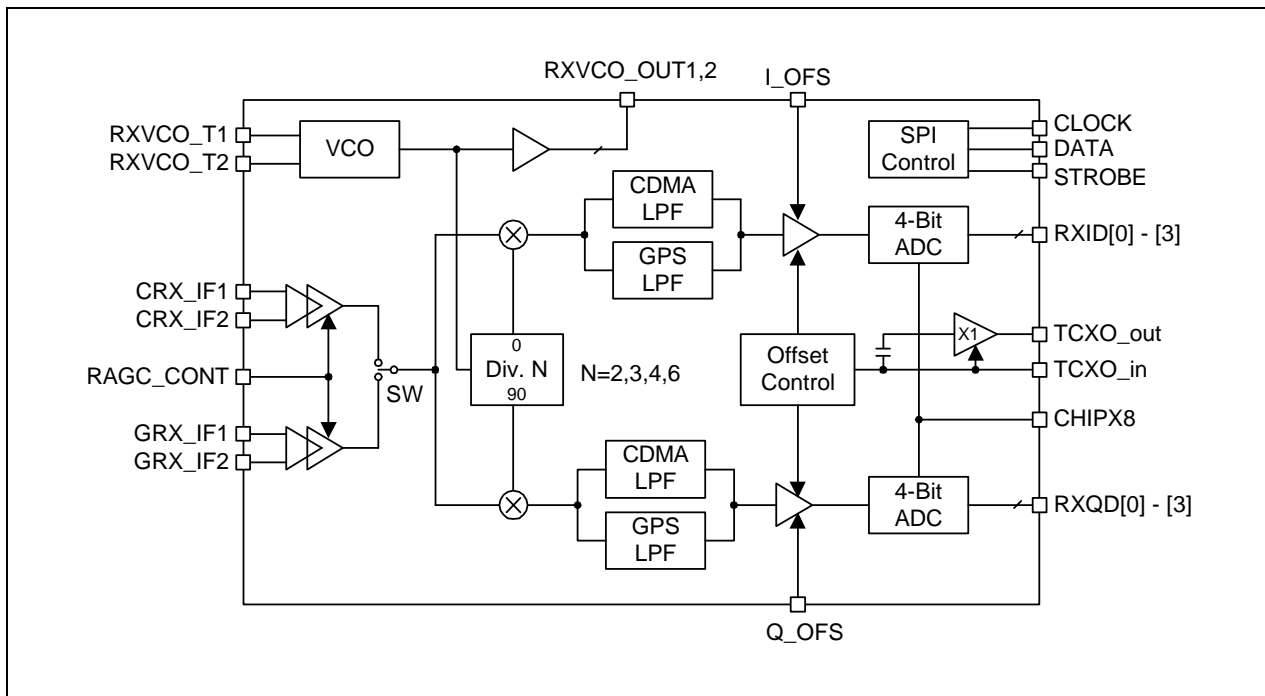 RXVCO_OUT1,2
I_OFS
RXVCO_T1
RXVCO_T2
VCO
SPI
Control
CLOCK
DATA
STROBE
CDMA
LPF
GPS
LPF
4-Bit
ADC
RXID[0] - [3]
CRX_IF1
CRX_IF2
RAGC_CONT
GRX_IF1
GRX_IF2
SW
0
Div. N
90
N=2,3,4,6
Offset
Control
X1
TCXO_out
TCXO_in
CHIPX8
CDMA
LPF
GPS
LPF
4-Bit
ADC
RXQD[0] - [3]
Q_OFS